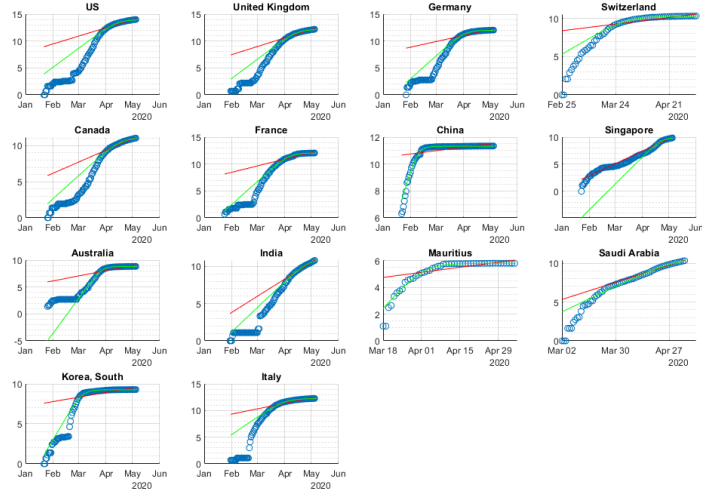 US
15
10
5
0
Jan Feb Mar Apr May Jun
2020
United Kingdom
15
10
5
0
Jan Feb Mar Apr May Jun
2020
Germany
15
10
5
0
Jan Feb Mar Apr May Jun
2020
Switzerland
10
5
0
Feb 25 Mar 24 Apr 21
2020
Canada
10
5
0
Jan Feb Mar Apr May Jun
2020
France
15
10
5
0
Jan Feb Mar Apr May Jun
2020
China
12
10
8
6
Jan Feb Mar Apr May Jun
2020
Singapore
10
5
0
Jan Feb Mar Apr May Jun
2020
Australia
10
5
0
-5
Jan Feb Mar Apr May Jun
2020
India
10
5
0
Jan Feb Mar Apr May Jun
2020
Mauritius
6
4
2
0
Mar 18 Apr 01 Apr 15 Apr 29
2020
Saudi Arabia
10
5
0
Mar 02 Mar 30 Apr 27
2020
Korea, South
10
5
0
Jan Feb Mar Apr May Jun
2020
Italy
15
10
5
0
Jan Feb Mar Apr May Jun
2020